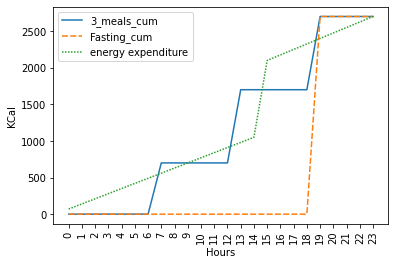 3_meals_cum
Fasting_cum
energy expenditure
KCal
2500
2000
1500
1000
500
0
0 1 2 3 4 5 6 7 8 9 10 11 12 13 14 15 16 17 18 19 20 21 22 23
Hours